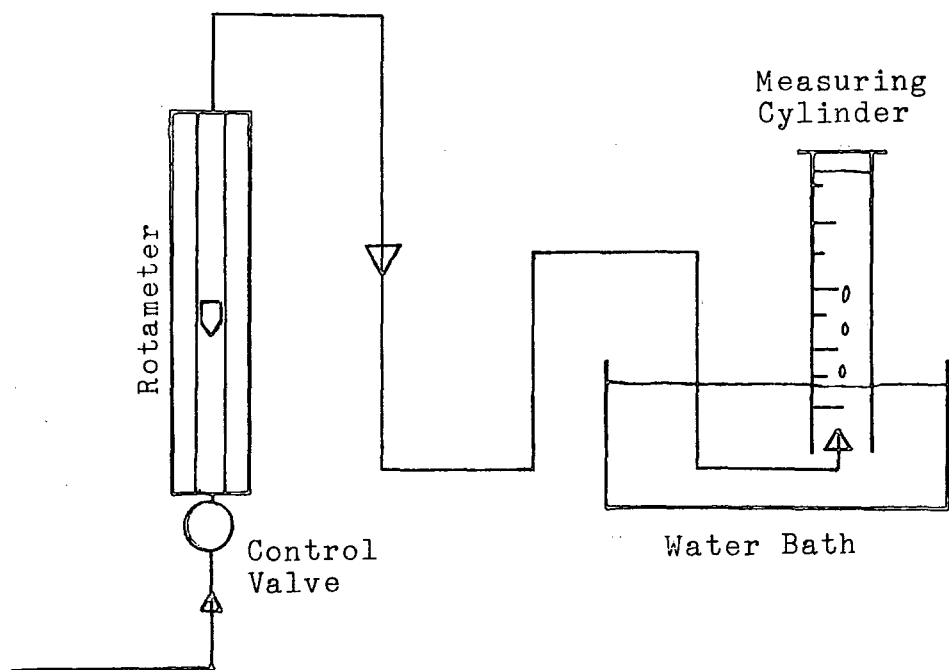 Measuring
Cylinder
Rotameter
Control
Valve
Water Bath